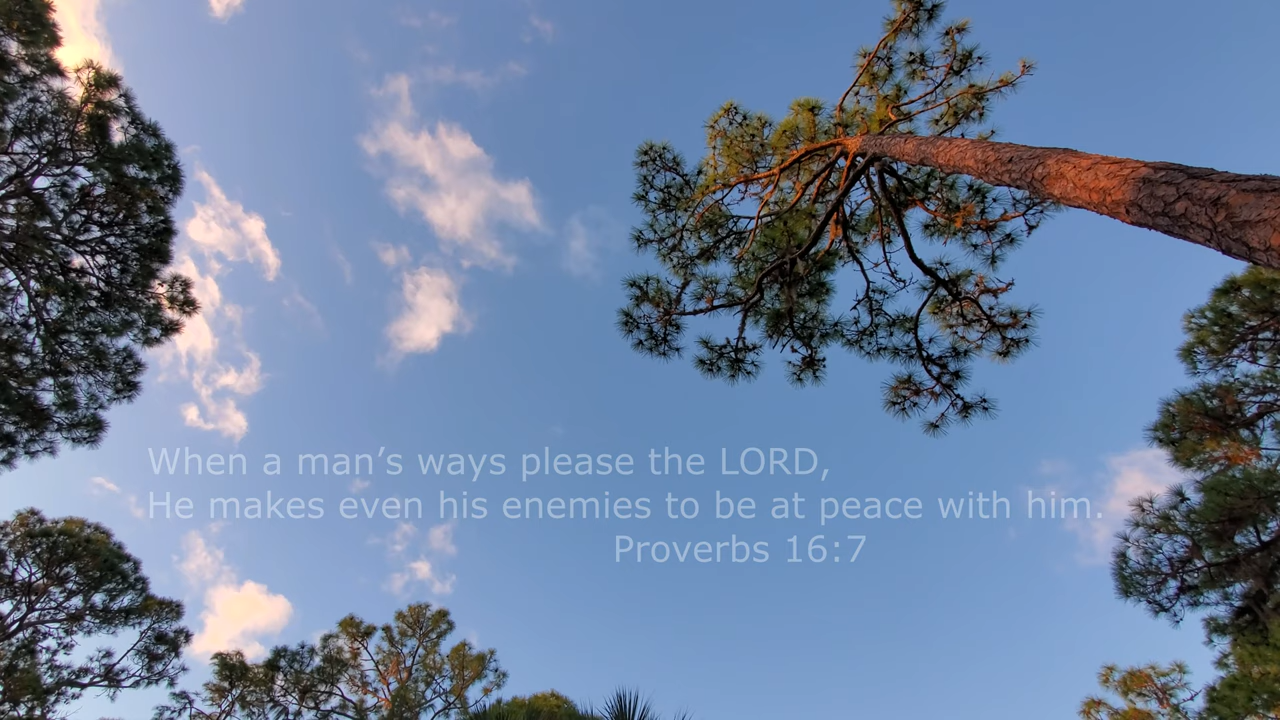 When a man’s ways please the LORD,
He makes even his enemies to be at peace with him.
Proverbs 16:7